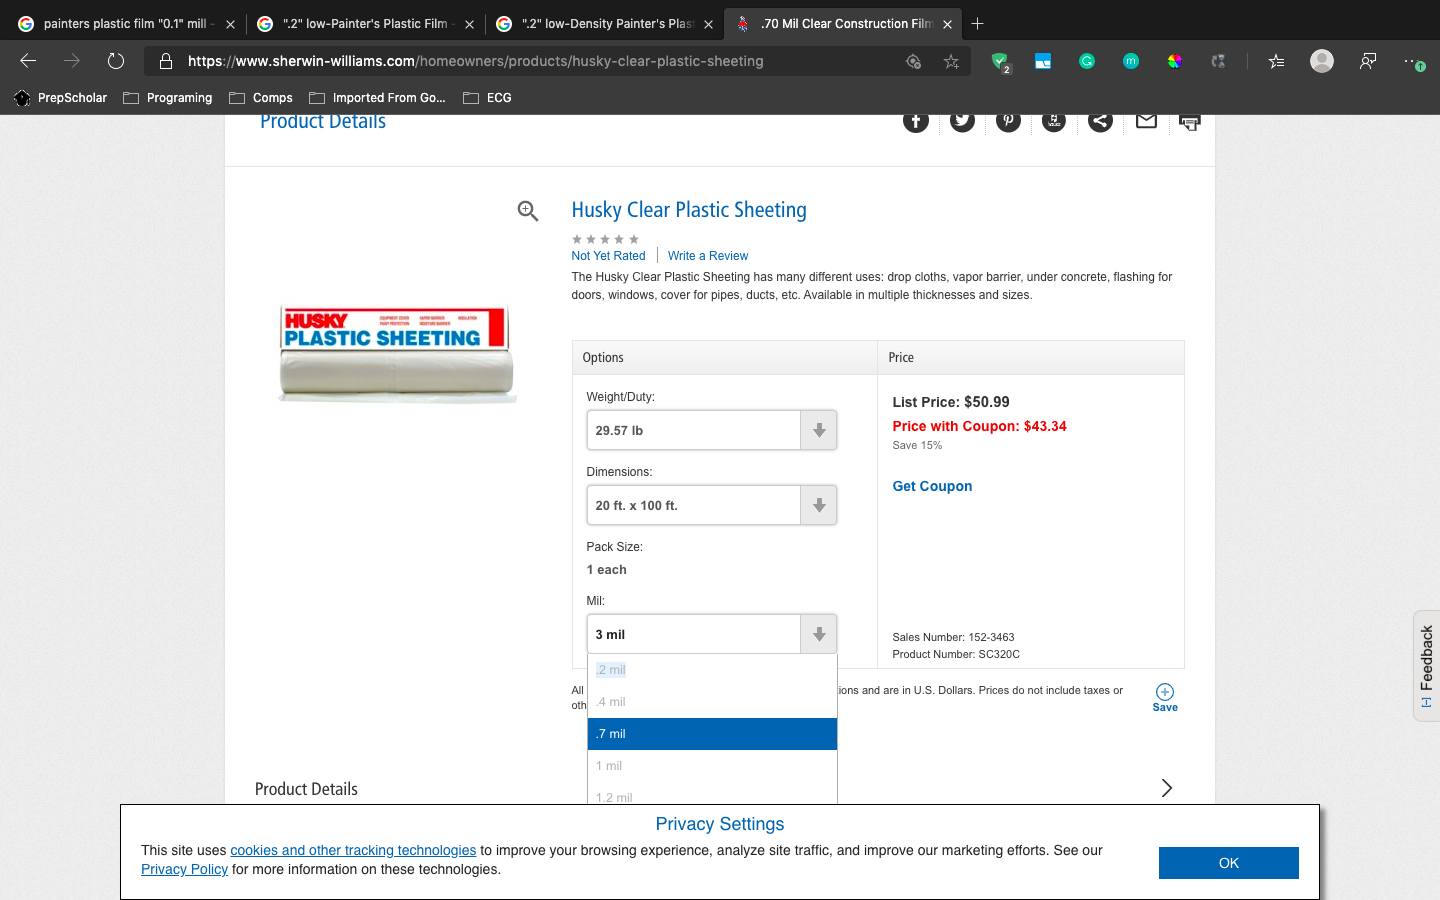 painters plastic film "0.1" mill -
".2" low-Painter's Plastic Film -
".2" low-Density Painter's Plas
.70 Mil Clear Construction Film
https://www.sherwin-williams.com/homeowners/products/husky-clear-plastic-sheeting
2
PrepScholar
Programing
Comps
Imported From Go...
ECG
Product Details
Husky Clear Plastic Sheeting
Not Yet Rated
Write a Review
The Husky Clear Plastic Sheeting has many different uses: drop cloths, vapor barrier, under concrete, flashing for
doors, windows, cover for pipes, ducts, etc. Available in multiple thicknesses and sizes.
HUSKY
PLASTIC SHEETING
Options
Price
Weight/Duty:
29.57 lb
Dimensions:
20 ft. x 100 ft.
Pack Size:
1 each
Mil:
3 mil
.2 mil
.4 mil
.7 mil
1 mil
1.2 mil
List Price: $50.99
Price with Coupon: $43.34
Save 15%
Get Coupon
Sales Number: 152-3463
Product Number: SC320C
All
ions and are in U.S. Dollars. Prices do not include taxes or
oth
Save
Feedback
Product Details
Privacy Settings
This site uses cookies and other tracking technologies to improve your browsing experience, analyze site traffic, and improve our marketing efforts. See our
Privacy Policy for more information on these technologies.
OK